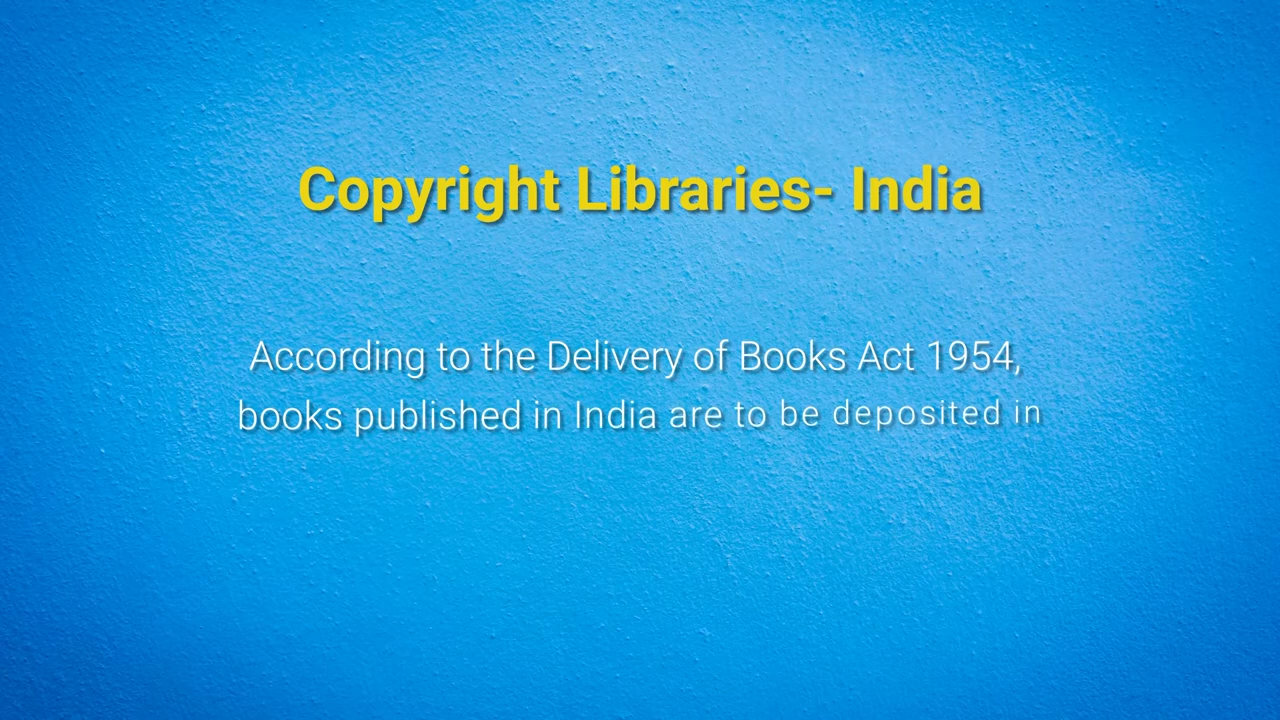 Copyright Libraries- India
According to the Delivery of Books Act 1954,
books published in India are to be deposited in